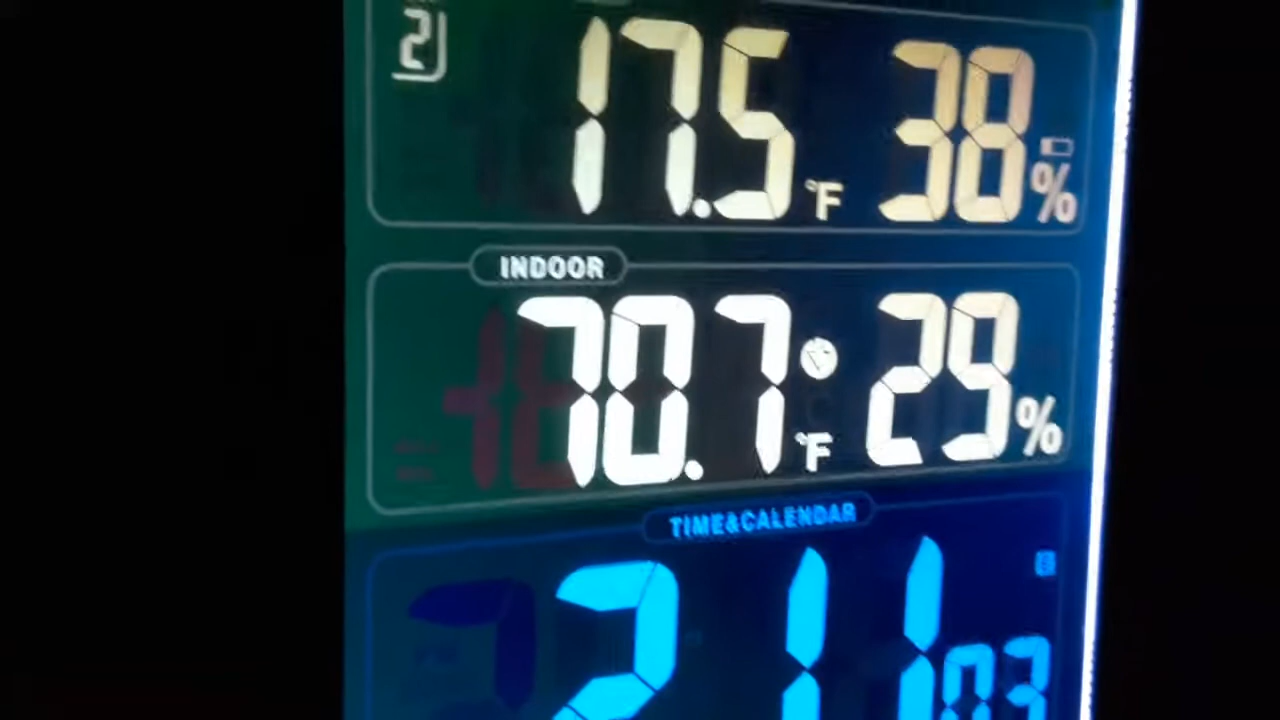 2 17.5 °F 38 %
INDOOR
70.7 °F 29 %
TIME&CALENDAR
2 11 03